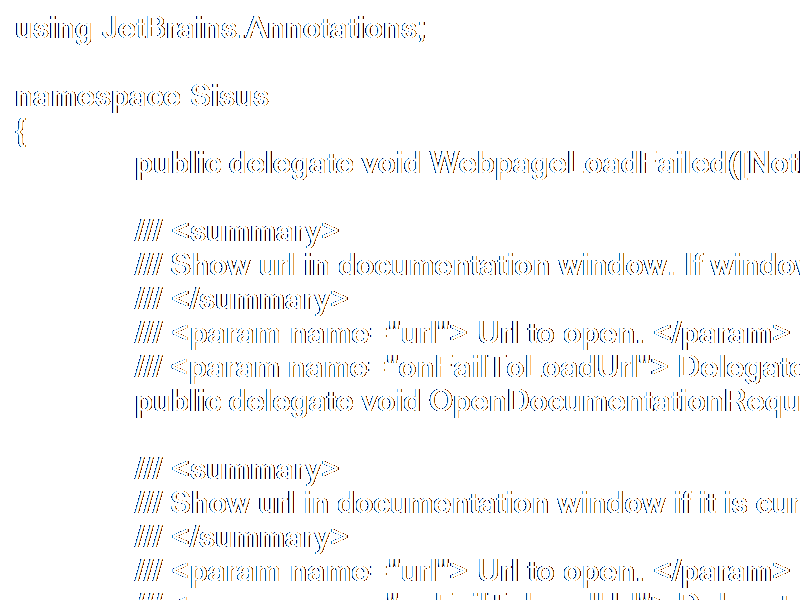 using JetBrains.Annotations;
namespace Sisus
{
public delegate void WebpageLoadFailed([Not
/// <summary>
/// Show url in documentation window. If window
/// </summary>
/// <param name="url"> Url to open. </param>
/// <param name="onFailToLoadUrl"> Delegate
public delegate void OpenDocumentationRequ
/// <summary>
/// Show url in documentation window if it is cur
/// </summary>
/// <param name="url"> Url to open. </param>